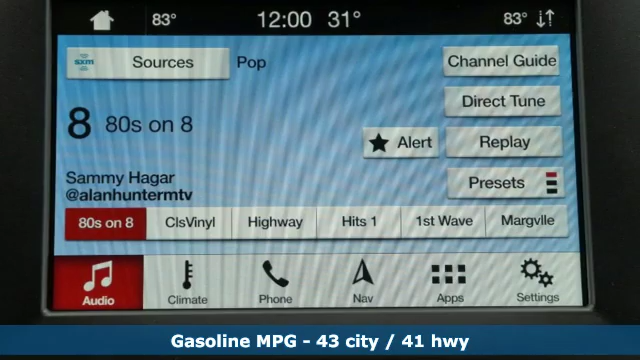 83° 12:00 31° 83°
sxm Sources Pop Channel Guide
Direct Tune
8 80s on 8
Alert Replay
Sammy Hagar
@alanhuntermtv
Presets
80s on 8 ClsVinyl Highway Hits 1 1st Wave Margvlle
Audio Climate Phone Nav Apps Settings
Gasoline MPG - 43 city / 41 hwy